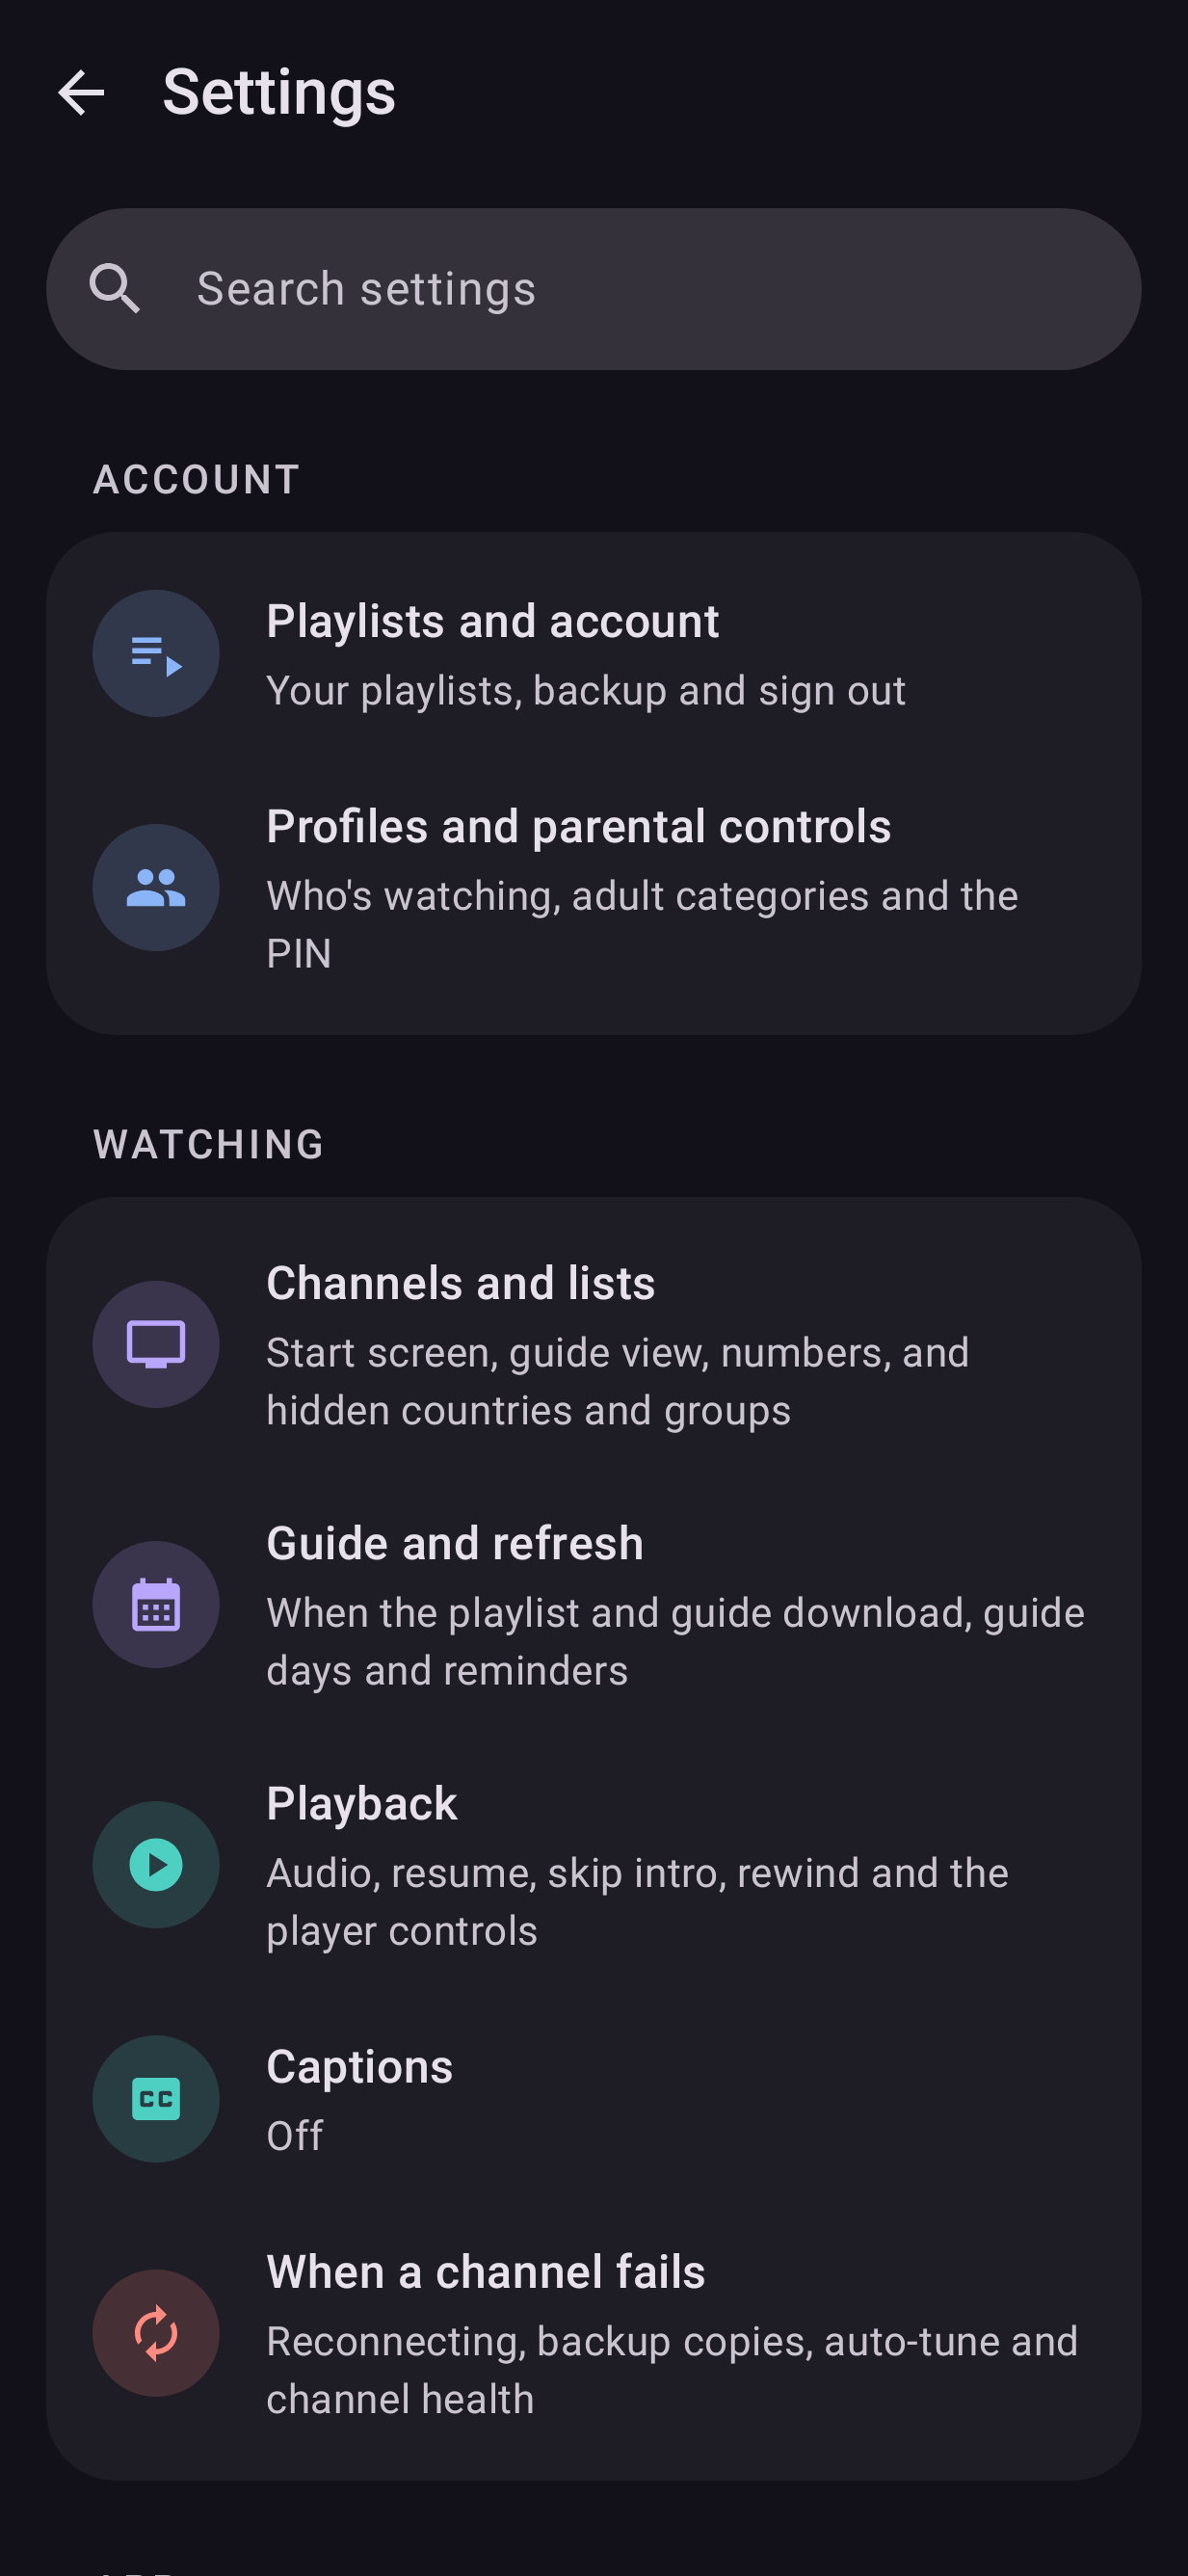 Settings
Search settings
ACCOUNT
Playlists and account
Your playlists, backup and sign out
Profiles and parental controls
Who's watching, adult categories and the
PIN
WATCHING
Channels and lists
Start screen, guide view, numbers, and
hidden countries and groups
Guide and refresh
When the playlist and guide download, guide
days and reminders
Playback
Audio, resume, skip intro, rewind and the
player controls
CC
Captions
Off
When a channel fails
Reconnecting, backup copies, auto-tune and
channel health